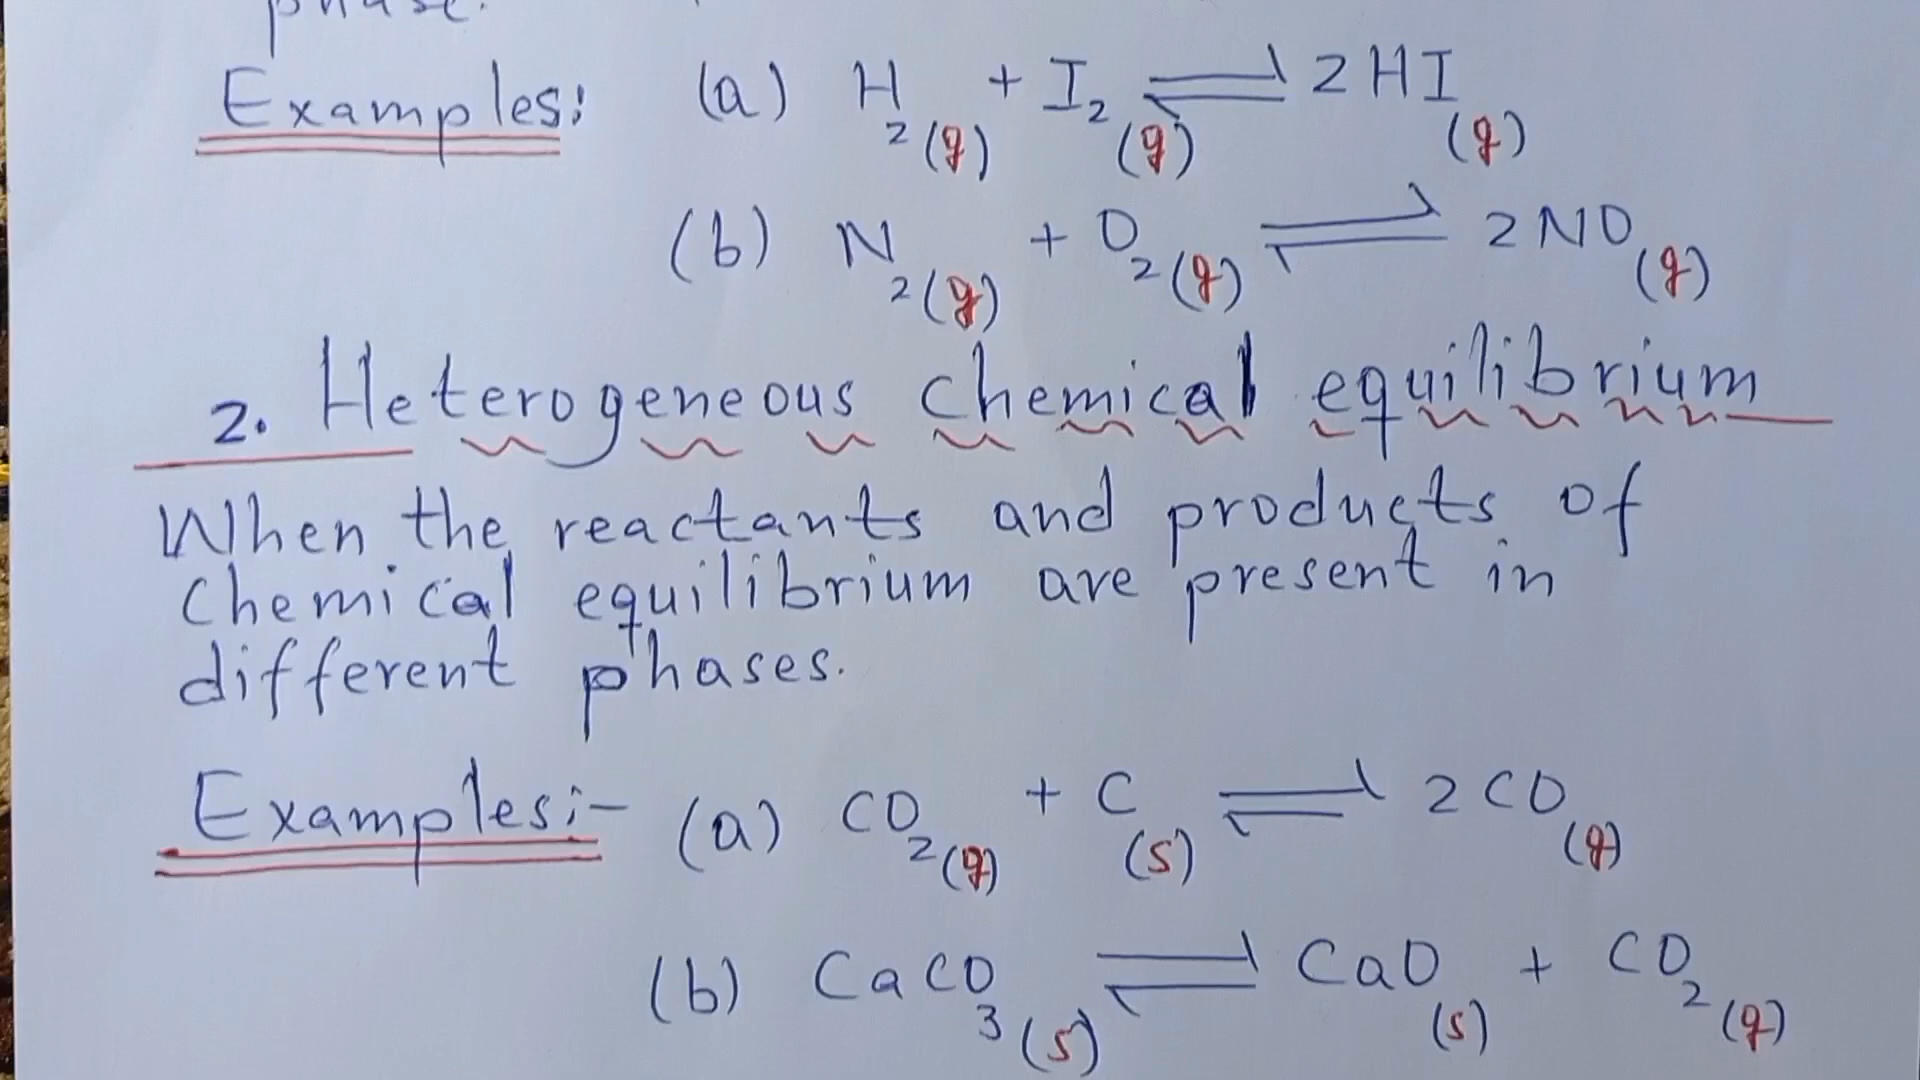 phase.
Examples: (a) H₂(g) + I₂(g) ⇌ 2HI(g)
(b) N₂(g) + O₂(g) ⇌ 2NO(g)
2. Heterogeneous chemical equilibrium
When the reactants and products of
chemical equilibrium are present in
different phases.
Examples:- (a) CO₂(g) + C(s) ⇌ 2CO(g)
(b) CaCO₃(s) ⇌ CaO(s) + CO₂(g)